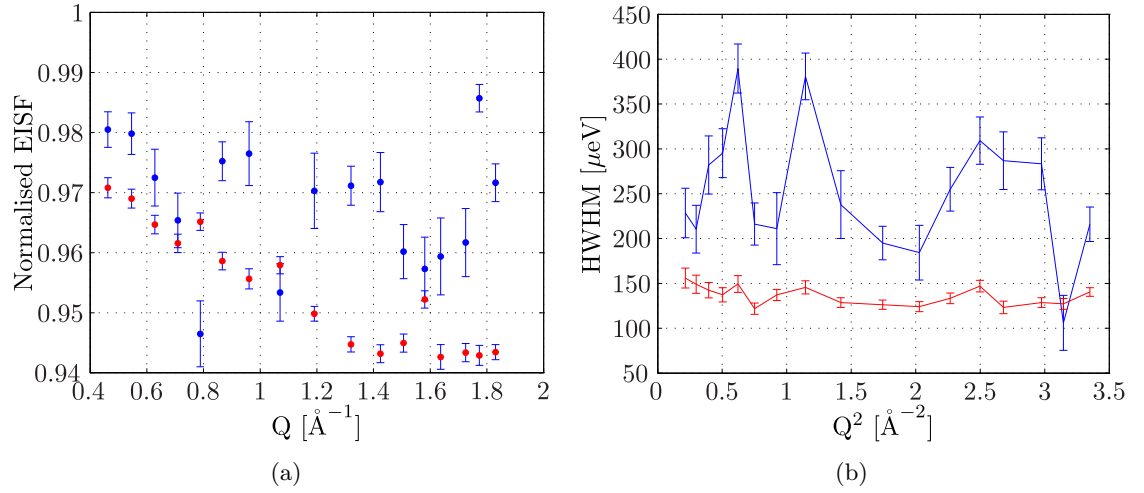 1
0.99
0.98
0.97
0.96
0.95
0.94
Normalised EISF
0.4 0.6 0.8 1 1.2 1.4 1.6 1.8 2
Q [Å⁻¹]
(a)
450
400
350
300
250
200
150
100
50
HWHM [μeV]
0 0.5 1 1.5 2 2.5 3 3.5
Q² [Å⁻²]
(b)